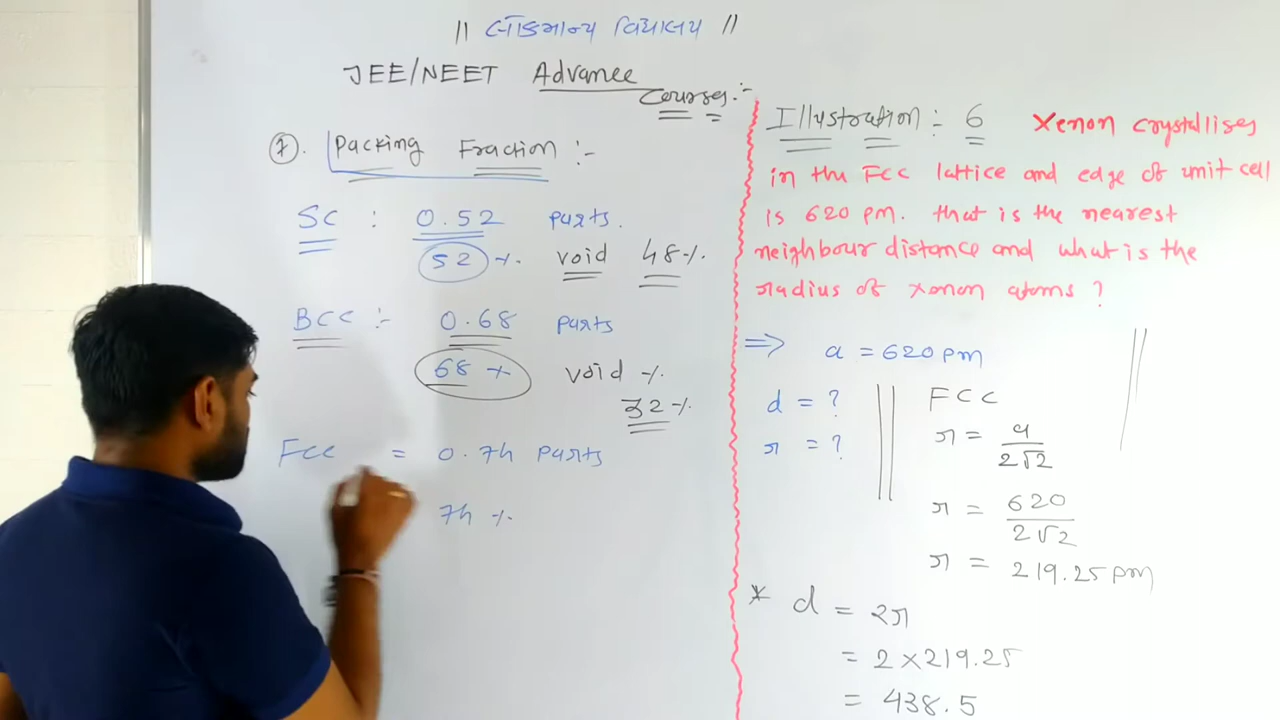 || લોકમાન્ય વિદ્યાલય ||
JEE/NEET Advance
Courses:-
7. Packing Fraction :-
SC : 0.52 parts.
52 % void 48%.
BCC :- 0.68 parts
68 % void %
32%
FCC = 0.74 parts
74 %
Illustration:- 6 Xenon crystallises
in the FCC lattice and edge of unit cell
is 620 pm. that is the nearest
neighbour distance and what is the
radius of xenon atoms ?
⇒ a = 620 pm
d = ?
r = ?
FCC
r = a/2√2
r = 620/2√2
r = 219.25 pm
* d = 2r
= 2×219.25
= 438.5